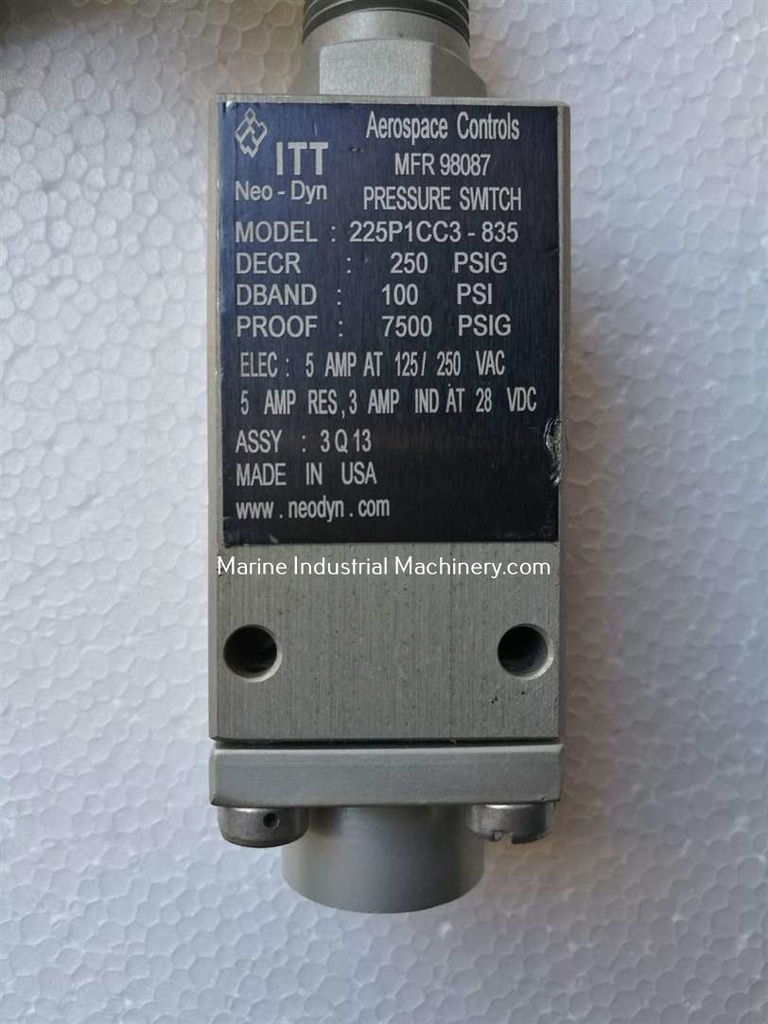 ITT
Neo - Dyn
Aerospace Controls
MFR 98087
PRESSURE SWITCH
MODEL : 225P1CC3 - 835
DECR : 250 PSIG
DBAND : 100 PSI
PROOF : 7500 PSIG
ELEC : 5 AMP AT 125 / 250 VAC
5 AMP RES , 3 AMP IND AT 28 VDC
ASSY : 3 Q 13
MADE IN USA
www . neodyn . com
Marine Industrial Machinery.com